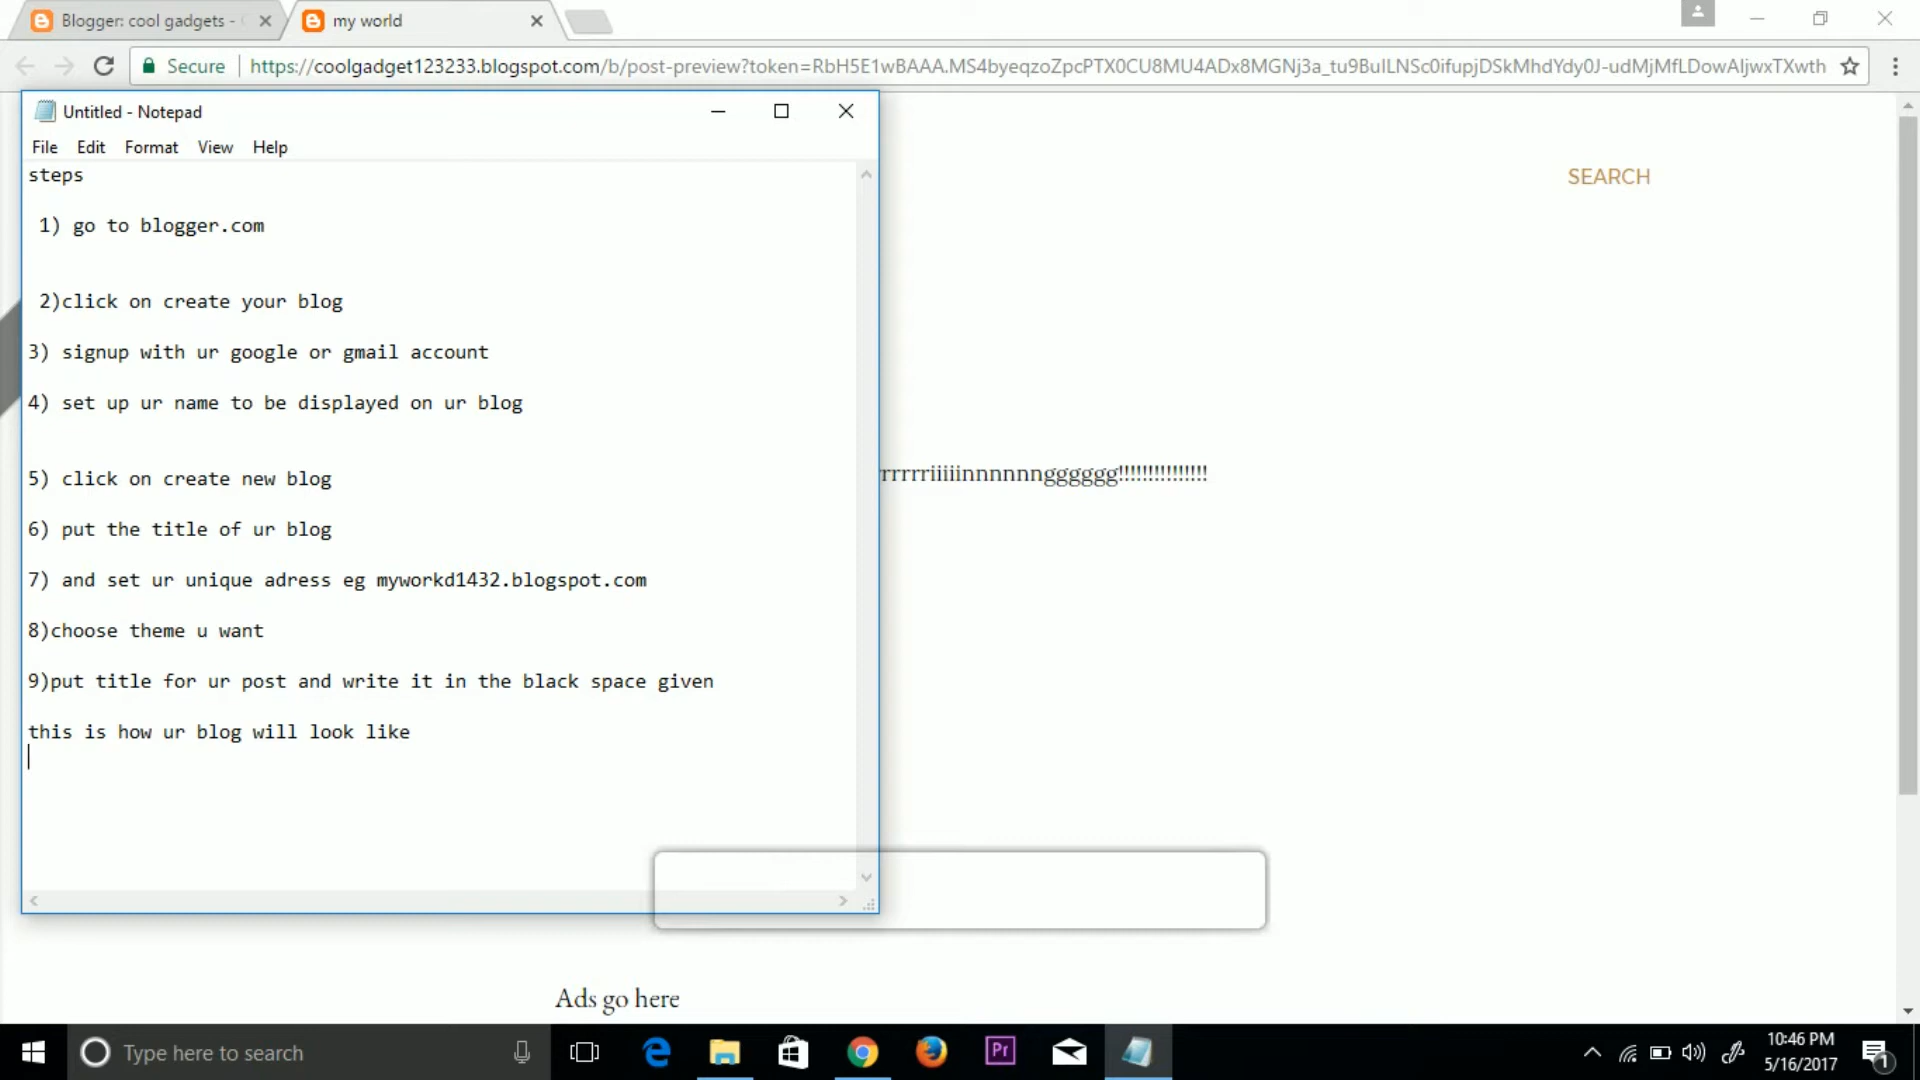 Blogger: cool gadgets -
my world
Secure
https://coolgadget123233.blogspot.com/b/post-preview?token=RbH5E1wBAAA.MS4byeqzoZpcPTX0CU8MU4ADx8MGNj3a_tu9BuILNSc0ifupjDSkMhdYdy0J-udMjMfLDowAljwxTXwth
Untitled - Notepad
File Edit Format View Help
steps
SEARCH
1) go to blogger.com
2)click on create your blog
3) signup with ur google or gmail account
4) set up ur name to be displayed on ur blog
rrrrrriiiiinnnnnngggggg!!!!!!!!!!!!!!!
5) click on create new blog
6) put the title of ur blog
7) and set ur unique adress eg myworkd1432.blogspot.com
8)choose theme u want
9)put title for ur post and write it in the black space given
this is how ur blog will look like
Ads go here
Type here to search
Pr
10:46 PM
5/16/2017
1